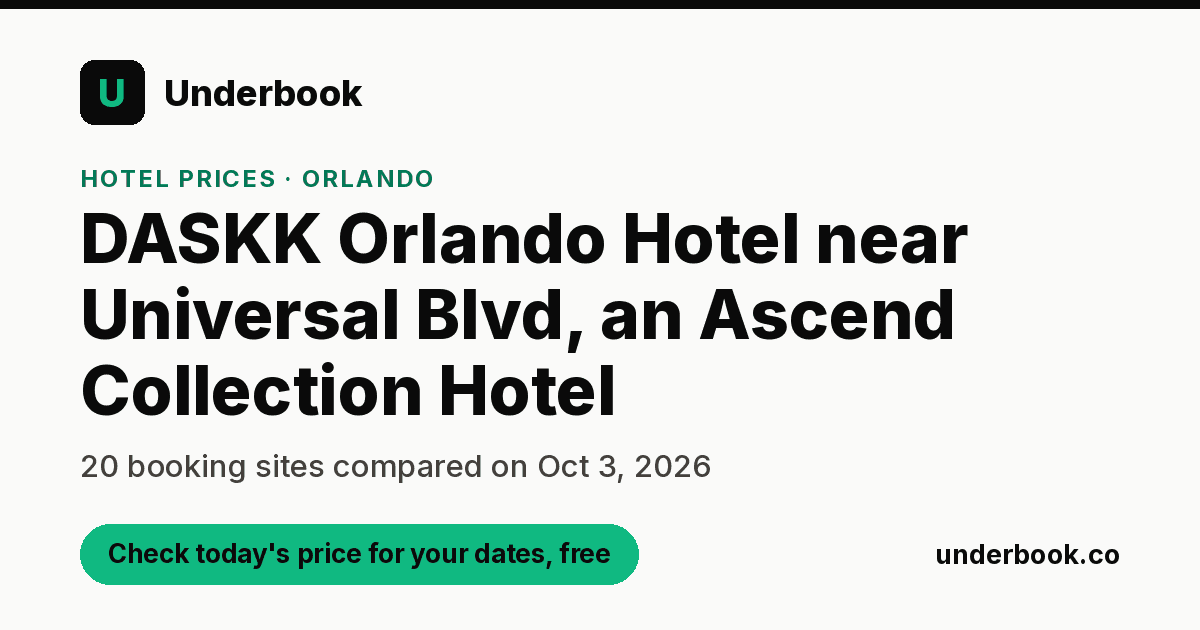 U Underbook
HOTEL PRICES · ORLANDO
DASKK Orlando Hotel near
Universal Blvd, an Ascend
Collection Hotel
20 booking sites compared on Oct 3, 2026
Check today's price for your dates, free
underbook.co